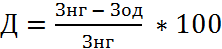 Д = (Знг − Зод) / Знг * 100